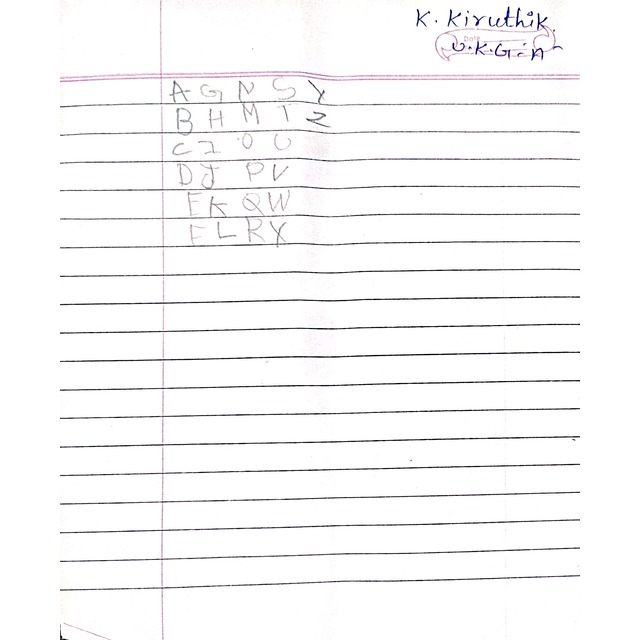 K. Kiruthik.
Date
U.K.G-A
A G N S Y
B H M T Z
C I O U
D J P V
E K Q W
F L R X